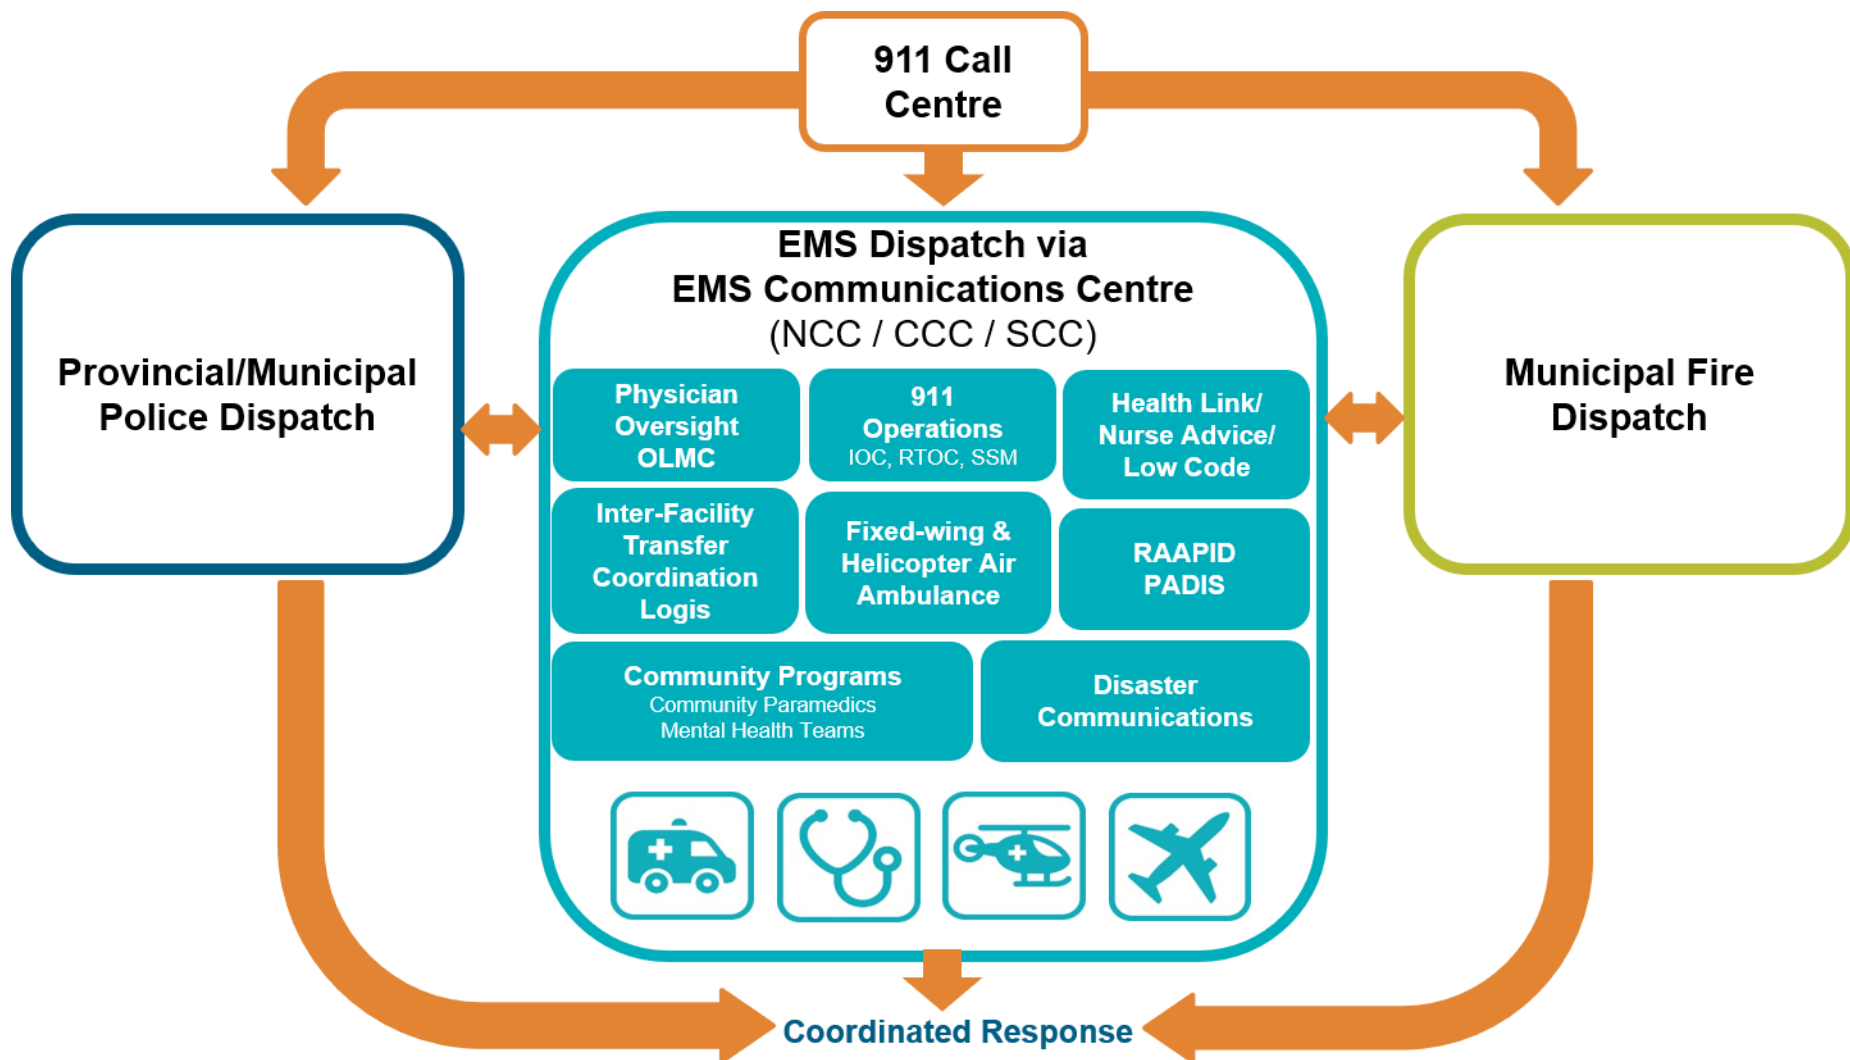 911 Call
Centre
Provincial/Municipal
Police Dispatch
EMS Dispatch via
EMS Communications Centre
(NCC / CCC / SCC)
Physician
Oversight
OLMC
911
Operations
IOC, RTOC, SSM
Health Link/
Nurse Advice/
Low Code
Inter-Facility
Transfer
Coordination
Logis
Fixed-wing &
Helicopter Air
Ambulance
RAAPID
PADIS
Community Programs
Community Paramedics
Mental Health Teams
Disaster
Communications
Municipal Fire
Dispatch
Coordinated Response